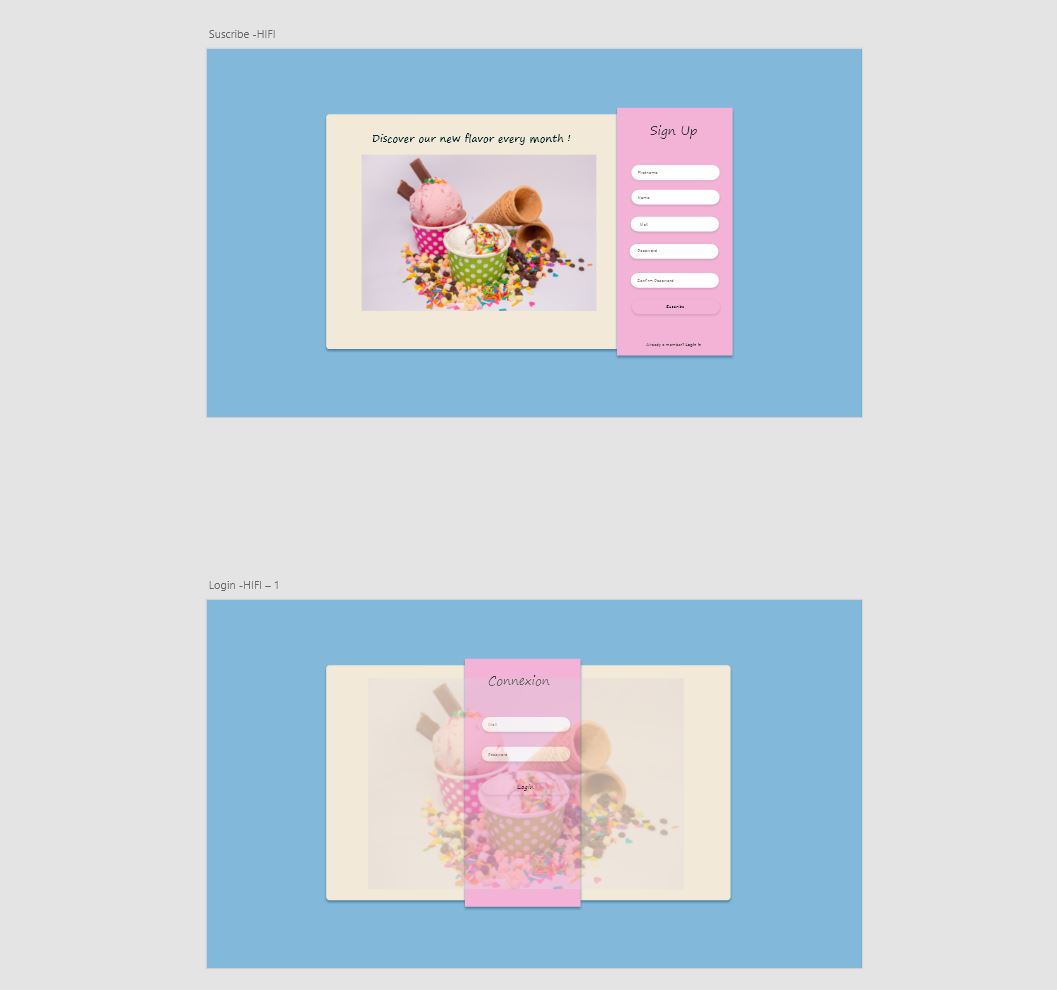 Suscribe -HIFI
Discover our new flavor every month !
Sign Up
Firstname
Name
Mail
Password
Confirm Password
Suscribe
Already a member? Login in
Login -HIFI – 1
Connexion
Mail
Password
Login